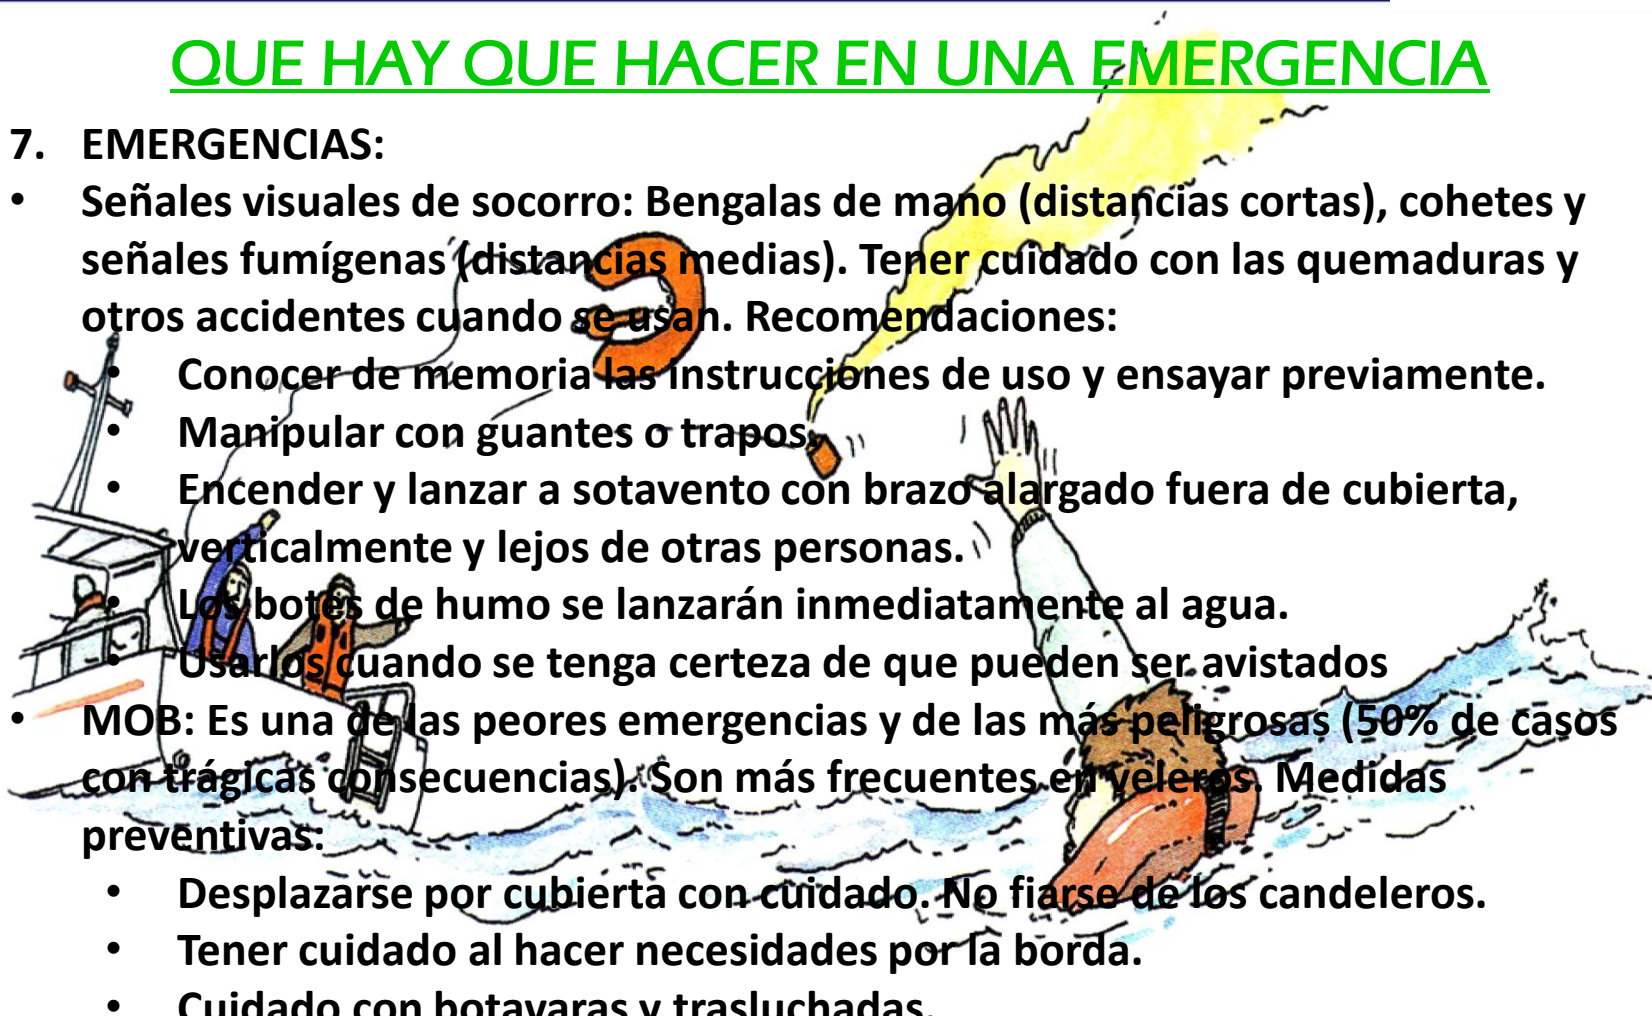 QUE HAY QUE HACER EN UNA EMERGENCIA
7. EMERGENCIAS:
• Señales visuales de socorro: Bengalas de mano (distancias cortas), cohetes y
señales fumígenas (distancias medias). Tener cuidado con las quemaduras y
otros accidentes cuando se usan. Recomendaciones:
• Conocer de memoria las instrucciones de uso y ensayar previamente.
• Manipular con guantes o trapos.
• Encender y lanzar a sotavento con brazo alargado fuera de cubierta,
verticalmente y lejos de otras personas.
• Los botes de humo se lanzarán inmediatamente al agua.
• Usarlos cuando se tenga certeza de que pueden ser avistados
• MOB: Es una de las peores emergencias y de las más peligrosas (50% de casos
con trágicas consecuencias). Son más frecuentes en veleros. Medidas
preventivas:
• Desplazarse por cubierta con cuidado. No fiarse de los candeleros.
• Tener cuidado al hacer necesidades por la borda.
• Cuidado con botavaras y trasluchadas.